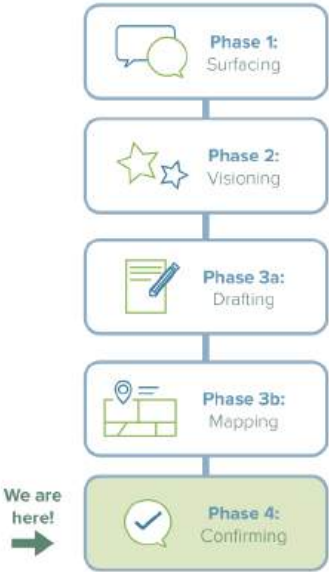 Phase 1:
Surfacing
Phase 2:
Visioning
Phase 3a:
Drafting
Phase 3b:
Mapping
We are
here!
Phase 4:
Confirming